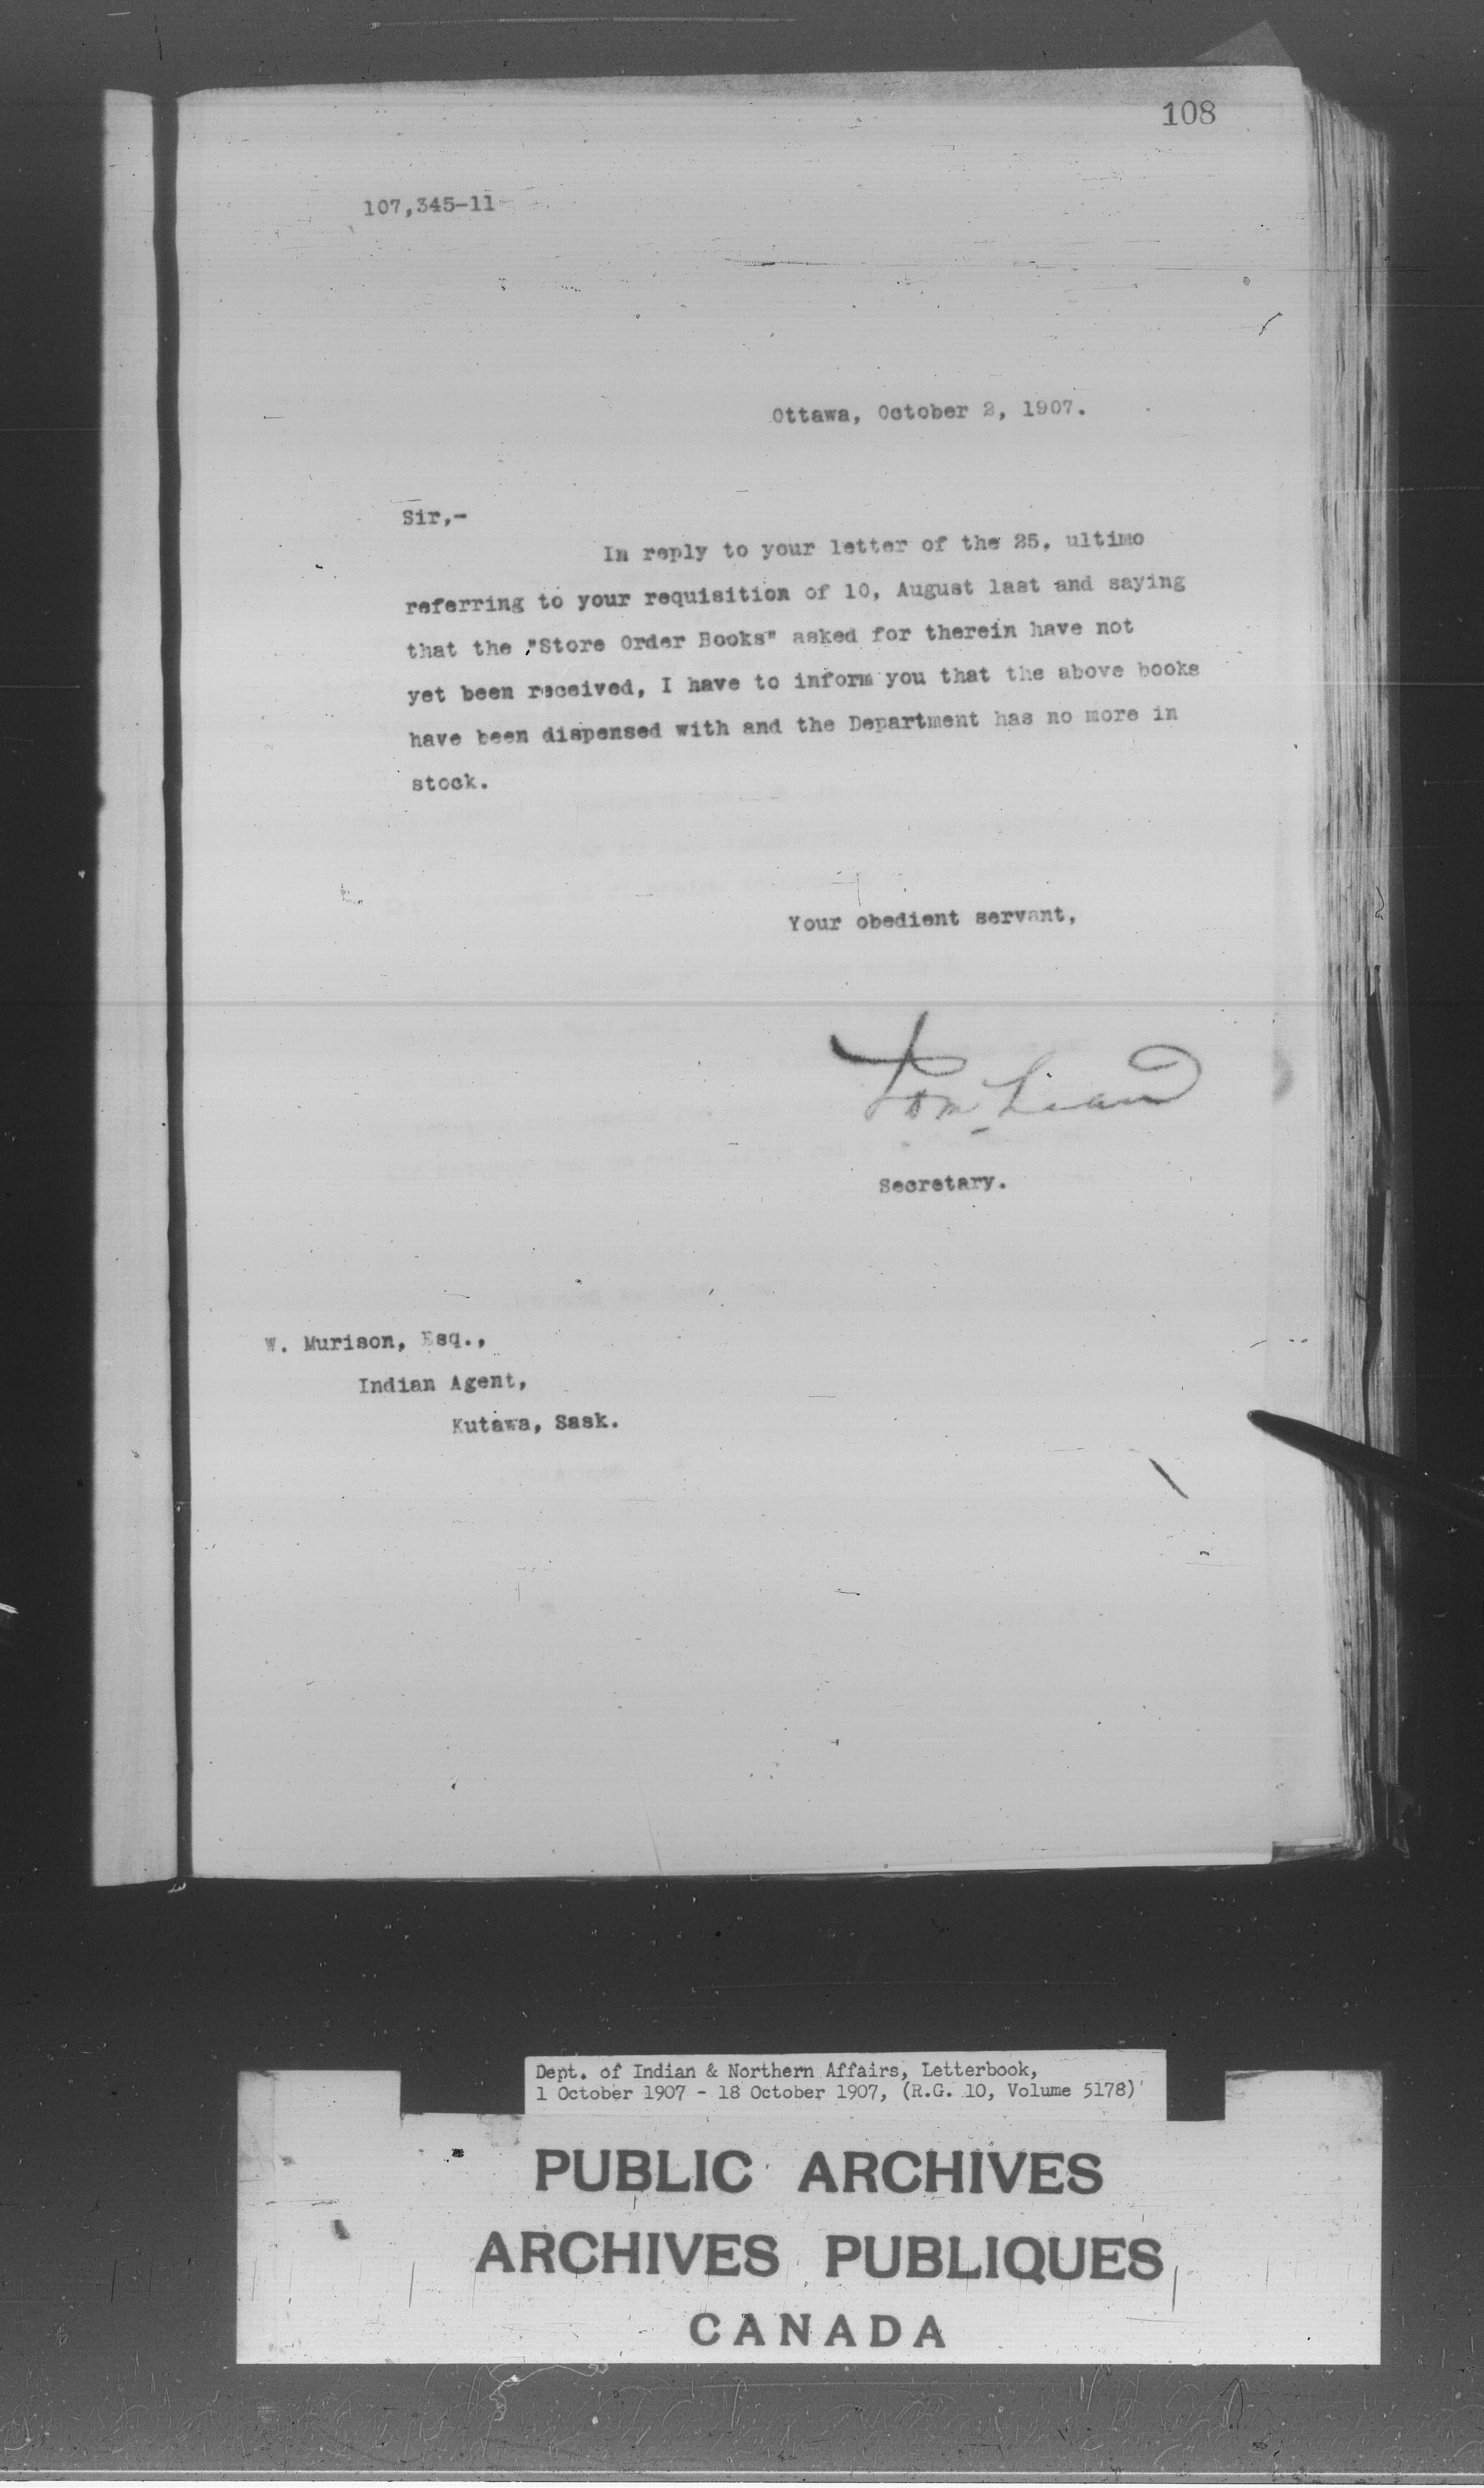 108
107,345-11
Ottawa, October 2, 1907.
Sir,-
In reply to your letter of the 25, ultimo
referring to your requisition of 10, August last and saying
that the "Store Order Books" asked for therein have not
yet been received, I have to inform you that the above books
have been dispensed with and the Department has no more in
stock.
Your obedient servant,
Secretary.
W. Murison, Esq.,
Indian Agent,
Kutawa, Sask.
Dept. of Indian & Northern Affairs, Letterbook,
1 October 1907 - 18 October 1907, (R.G. 10, Volume 5178)
PUBLIC ARCHIVES
ARCHIVES PUBLIQUES
CANADA